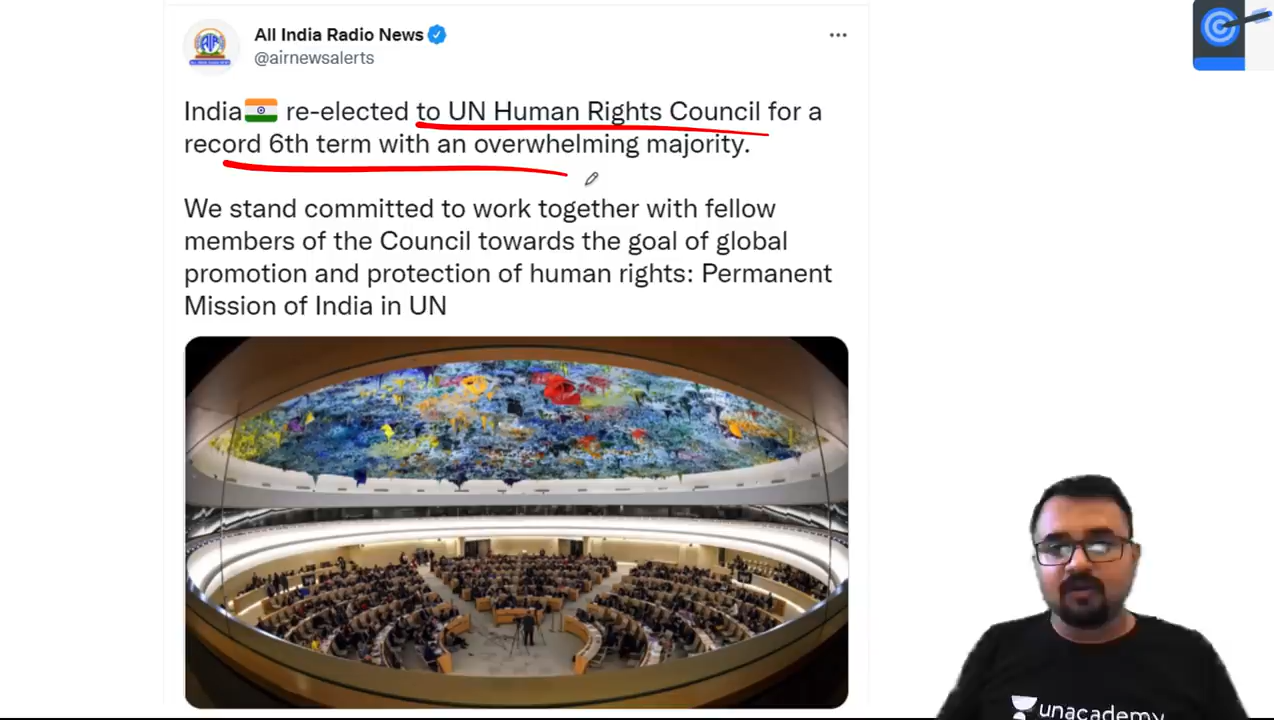 All India Radio News
@airnewsalerts
India🇮🇳 re-elected to UN Human Rights Council for a
record 6th term with an overwhelming majority.
We stand committed to work together with fellow
members of the Council towards the goal of global
promotion and protection of human rights: Permanent
Mission of India in UN
unacademy